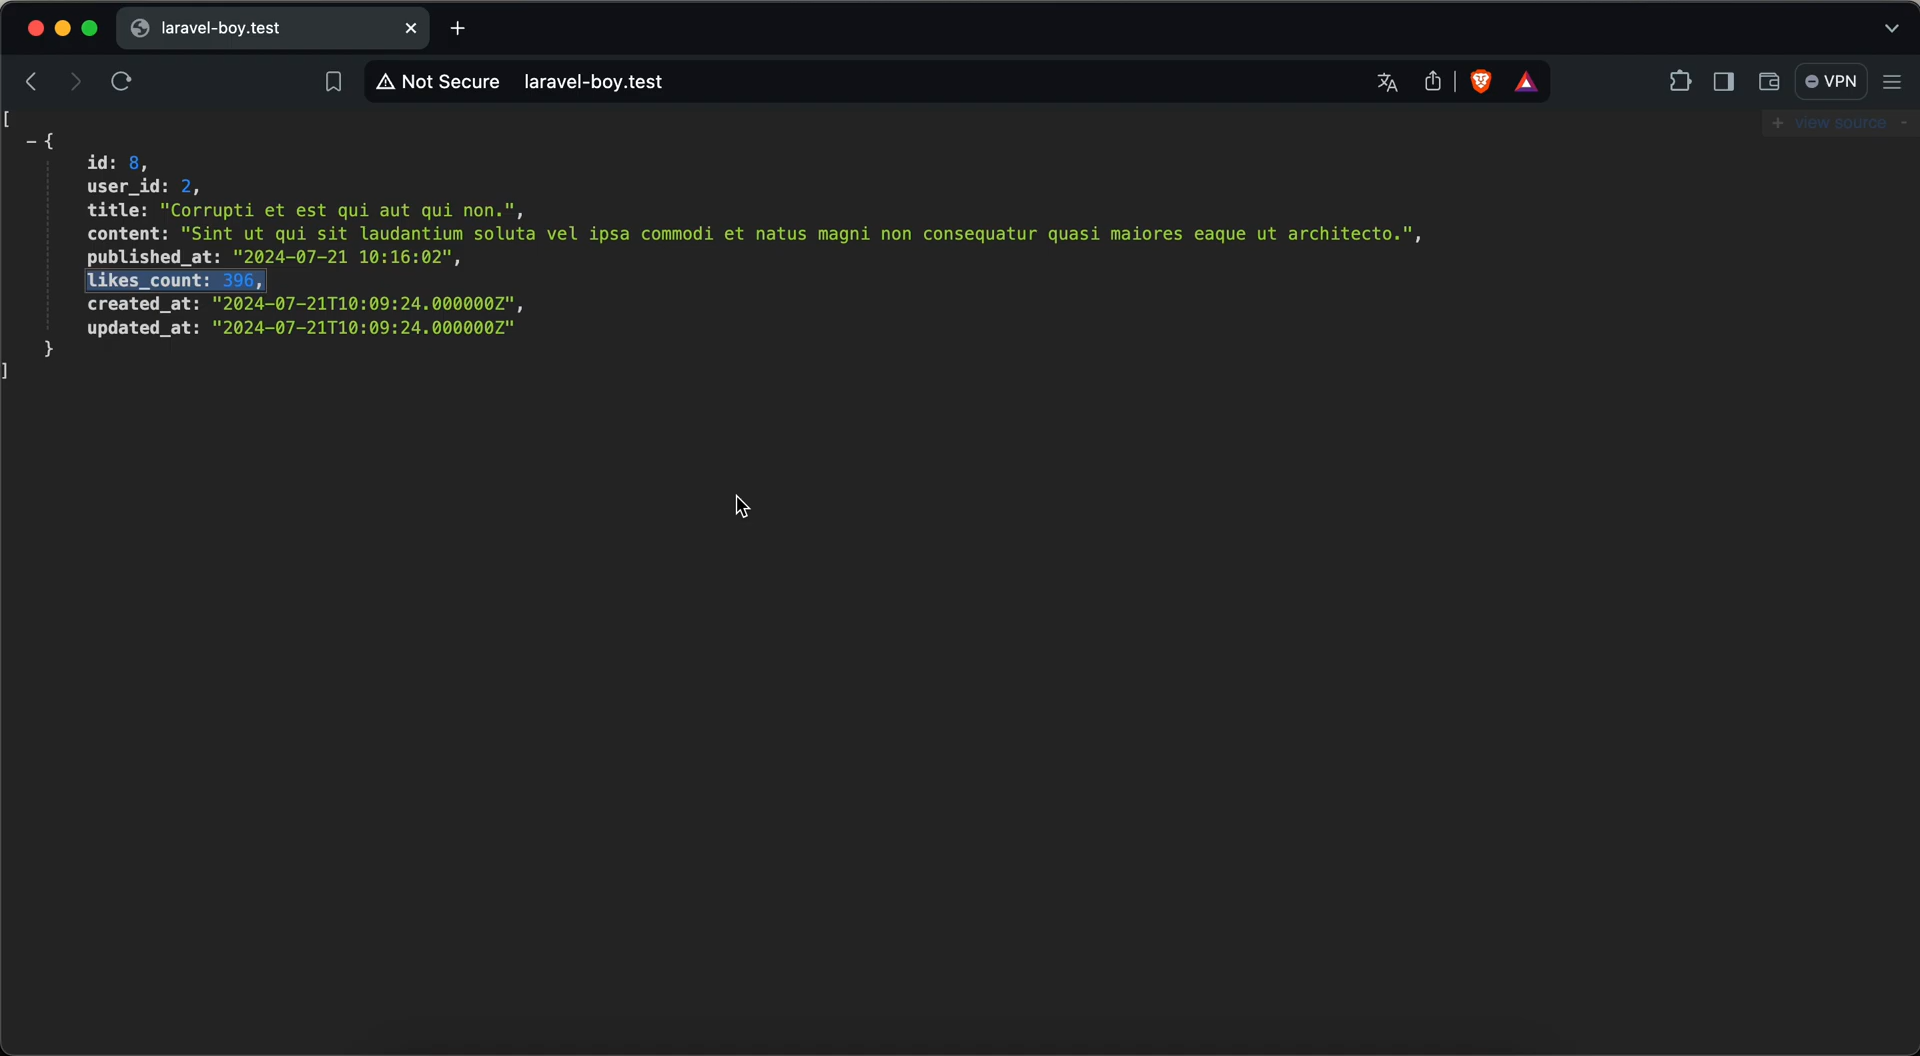 laravel-boy.test
Not Secure laravel-boy.test
VPN
[
+ view source -
- {
id: 8,
user_id: 2,
title: "Corrupti et est qui aut qui non.",
content: "Sint ut qui sit laudantium soluta vel ipsa commodi et natus magni non consequatur quasi maiores eaque ut architecto.",
published_at: "2024-07-21 10:16:02",
likes_count: 396,
created_at: "2024-07-21T10:09:24.000000Z",
updated_at: "2024-07-21T10:09:24.000000Z"
}
]